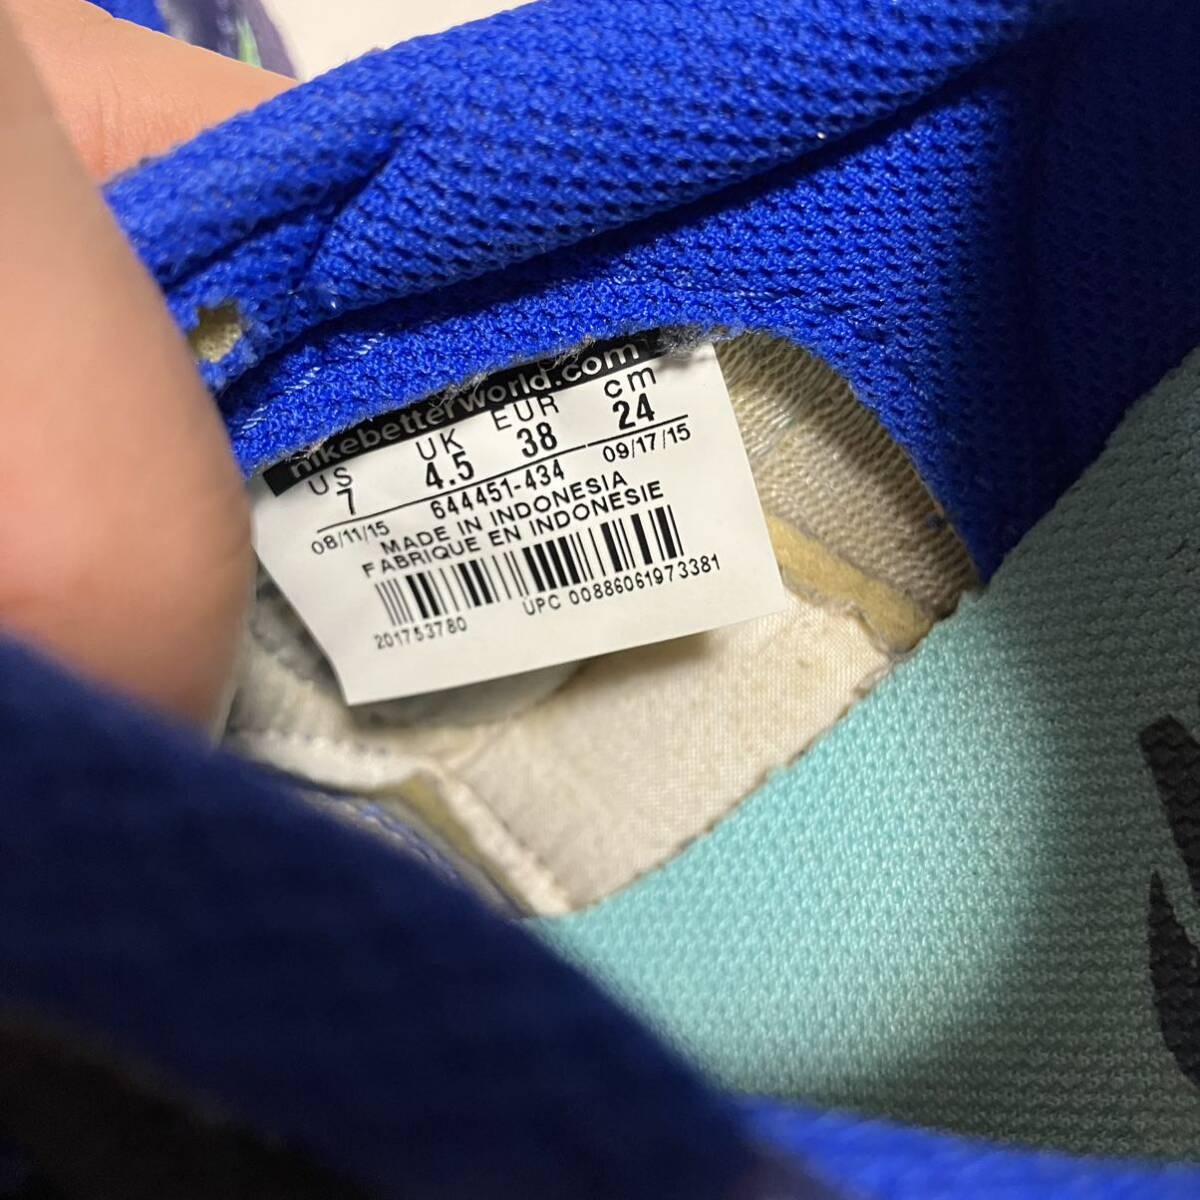 nikebetterworld.com
US UK EUR cm
7 4.5 38 24
08/11/15 644451-434 09/17/15
MADE IN INDONESIA
FABRIQUE EN INDONESIE
201753780 UPC 00886061973381